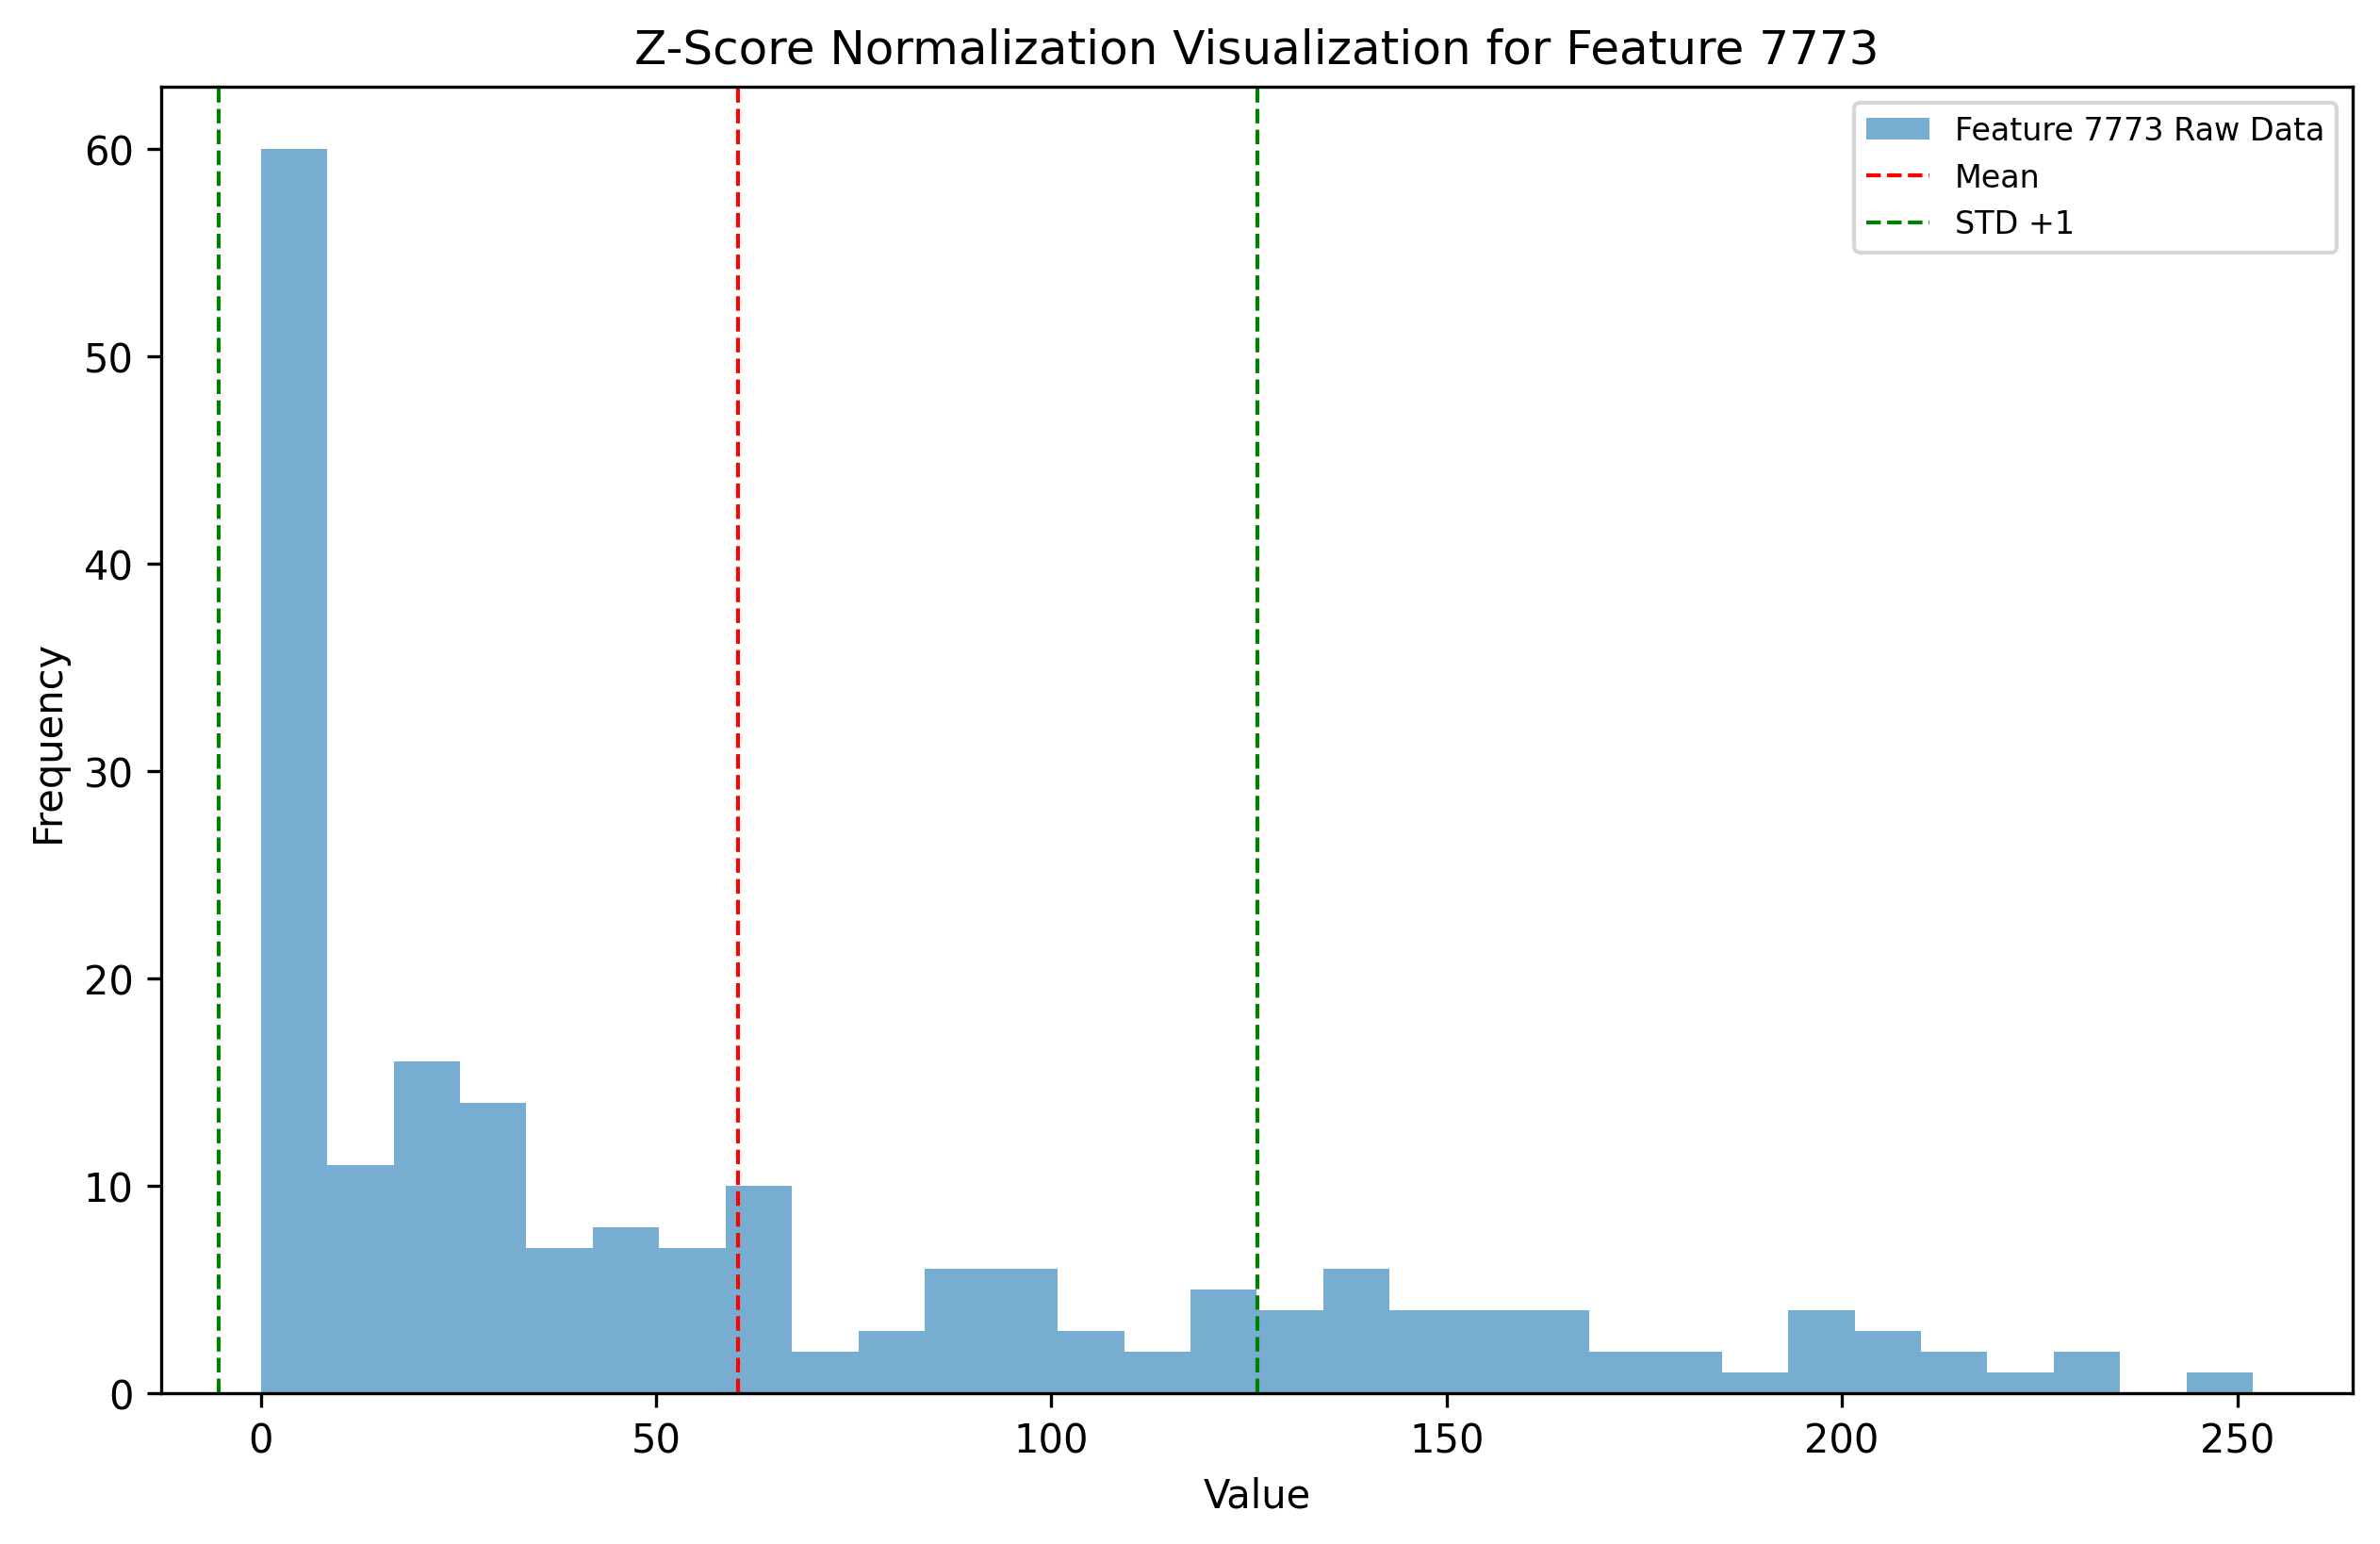 Z-Score Normalization Visualization for Feature 7773
Feature 7773 Raw Data
Mean
STD +1
Frequency
60
50
40
30
20
10
0
0 50 100 150 200 250
Value